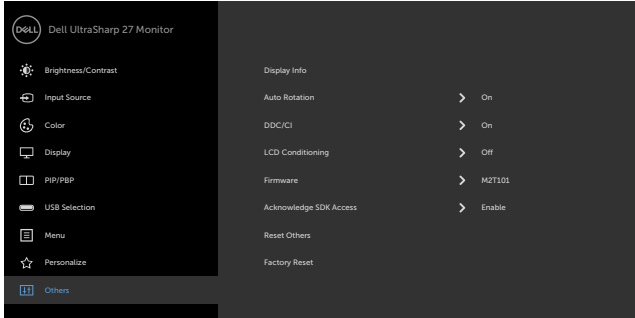 DELL Dell UltraSharp 27 Monitor
Brightness/Contrast Display Info
Input Source Auto Rotation On
Color DDC/CI On
Display LCD Conditioning Off
PIP/PBP Firmware M2T101
USB Selection Acknowledge SDK Access Enable
Menu Reset Others
Personalize Factory Reset
Others